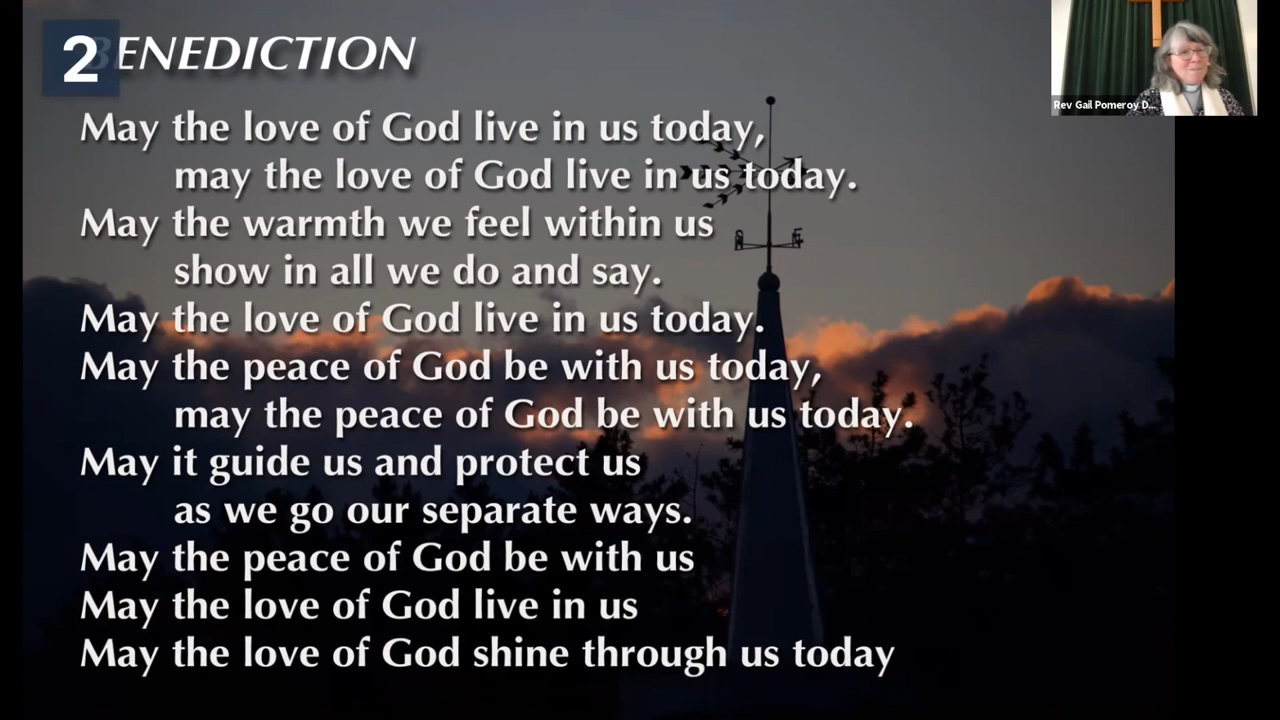 2
BENEDICTION
May the love of God live in us today,
may the love of God live in us today.
May the warmth we feel within us
show in all we do and say.
May the love of God live in us today.
May the peace of God be with us today,
may the peace of God be with us today.
May it guide us and protect us
as we go our separate ways.
May the peace of God be with us
May the love of God live in us
May the love of God shine through us today
Rev Gail Pomeroy D...